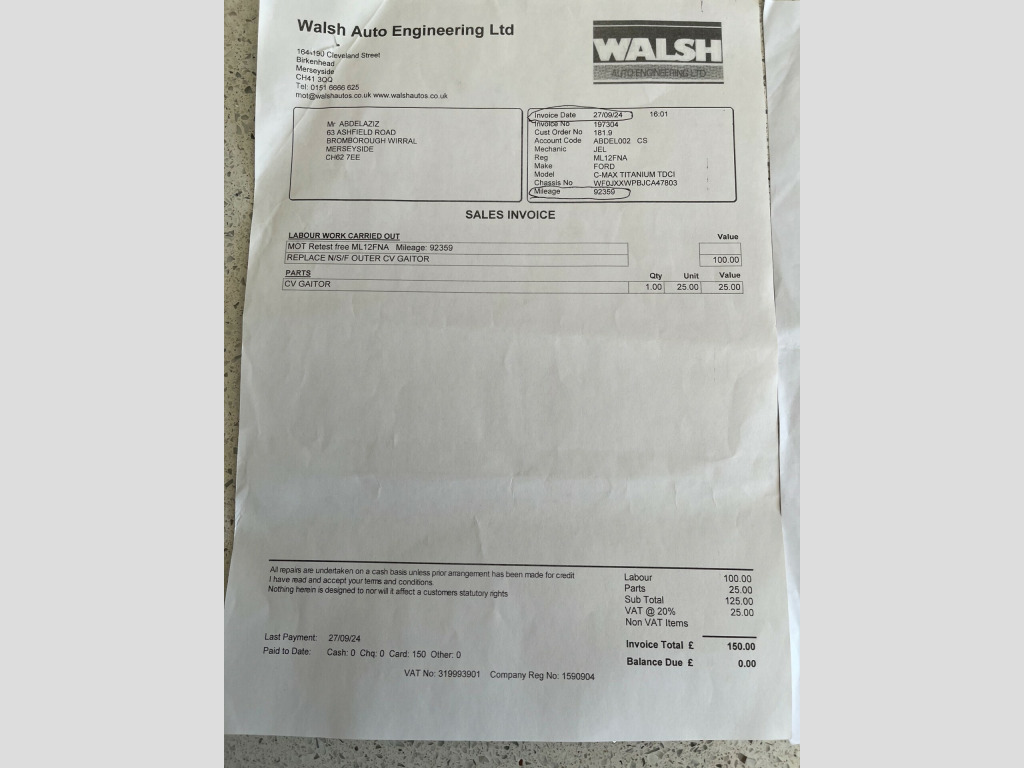 Walsh Auto Engineering Ltd
WALSH
AUTO ENGINEERING LTD
164-190 Cleveland Street
Birkenhead
Merseyside
CH41 3QQ
Tel: 0151 6666 625
mot@walshautos.co.uk www.walshautos.co.uk
Mr ABDELAZIZ
63 ASHFIELD ROAD
BROMBOROUGH WIRRAL
MERSEYSIDE
CH62 7EE
Invoice Date 27/09/24 16:01
Invoice No 197304
Cust Order No 181.9
Account Code ABDEL002 CS
Mechanic JEL
Reg ML12FNA
Make FORD
Model C-MAX TITANIUM TDCI
Chassis No WF0JXXWPBJCA47803
Mileage 92359
SALES INVOICE
LABOUR WORK CARRIED OUT Value
MOT Retest free ML12FNA Mileage: 92359
REPLACE N/S/F OUTER CV GAITOR 100.00
PARTS Qty Unit Value
CV GAITOR 1.00 25.00 25.00
All repairs are undertaken on a cash basis unless prior arrangement has been made for credit
I have read and accept your terms and conditions.
Nothing herein is designed to nor will it affect a customers statutory rights
Labour 100.00
Parts 25.00
Sub Total 125.00
VAT @ 20% 25.00
Non VAT Items
Invoice Total £ 150.00
Balance Due £ 0.00
Last Payment: 27/09/24
Paid to Date: Cash: 0 Chq: 0 Card: 150 Other: 0
VAT No: 319993901 Company Reg No: 1590904